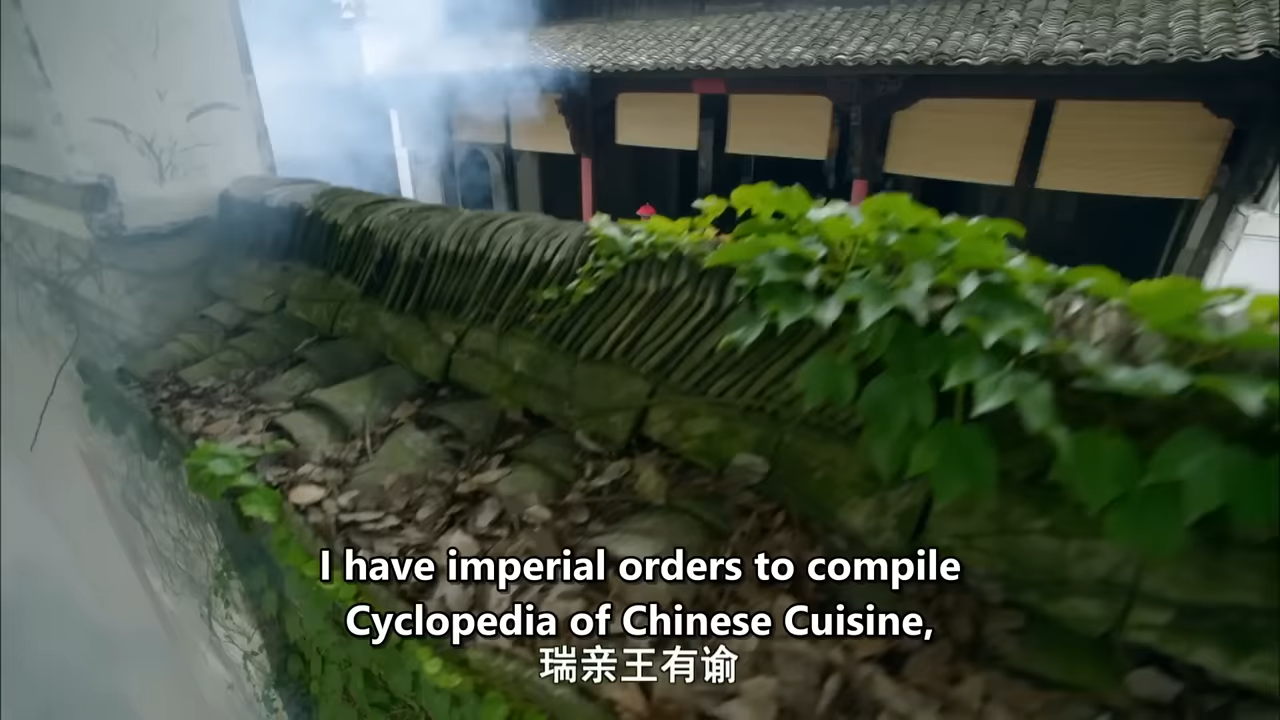 I have imperial orders to compile
Cyclopedia of Chinese Cuisine,
瑞亲王有谕